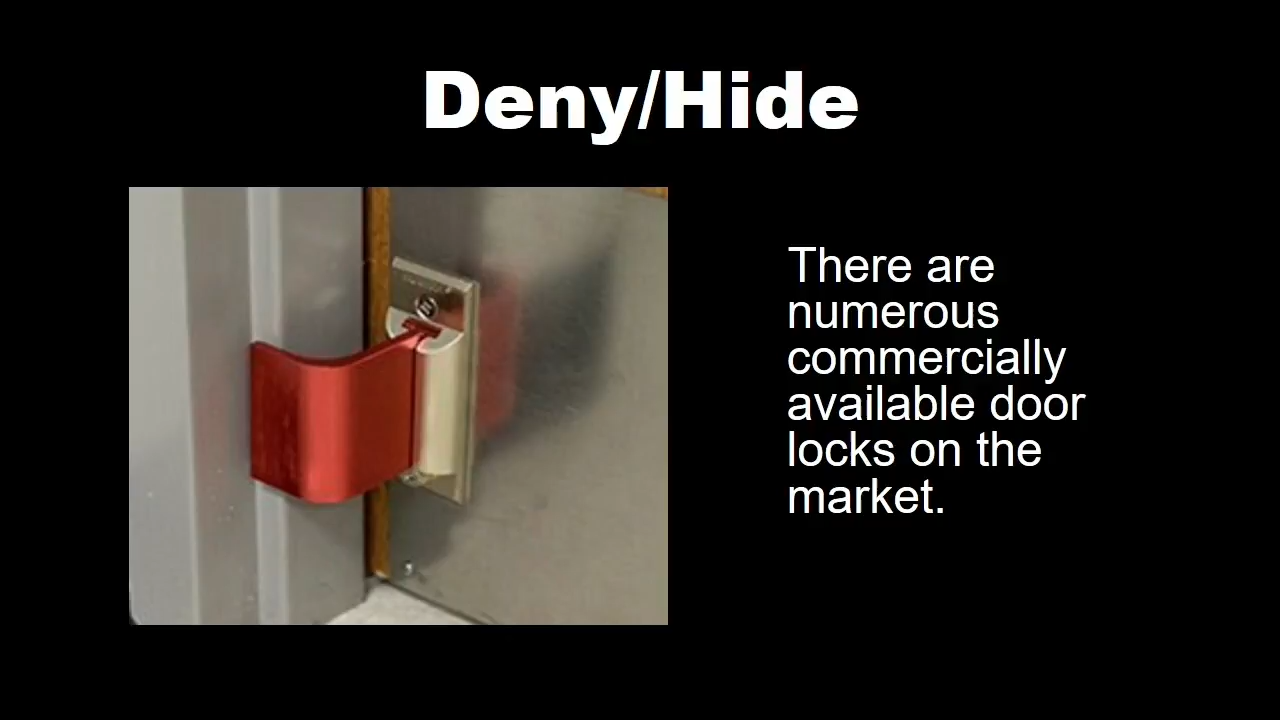 Deny/Hide
There are
numerous
commercially
available door
locks on the
market.